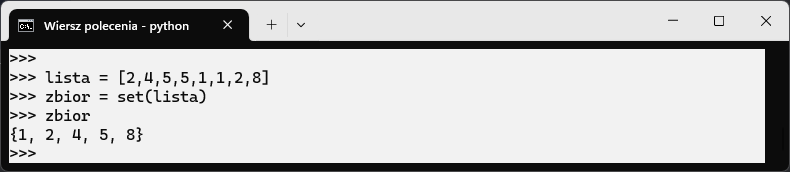 Wiersz polecenia - python
>>>
>>> lista = [2,4,5,5,1,1,2,8]
>>> zbior = set(lista)
>>> zbior
{1, 2, 4, 5, 8}
>>>